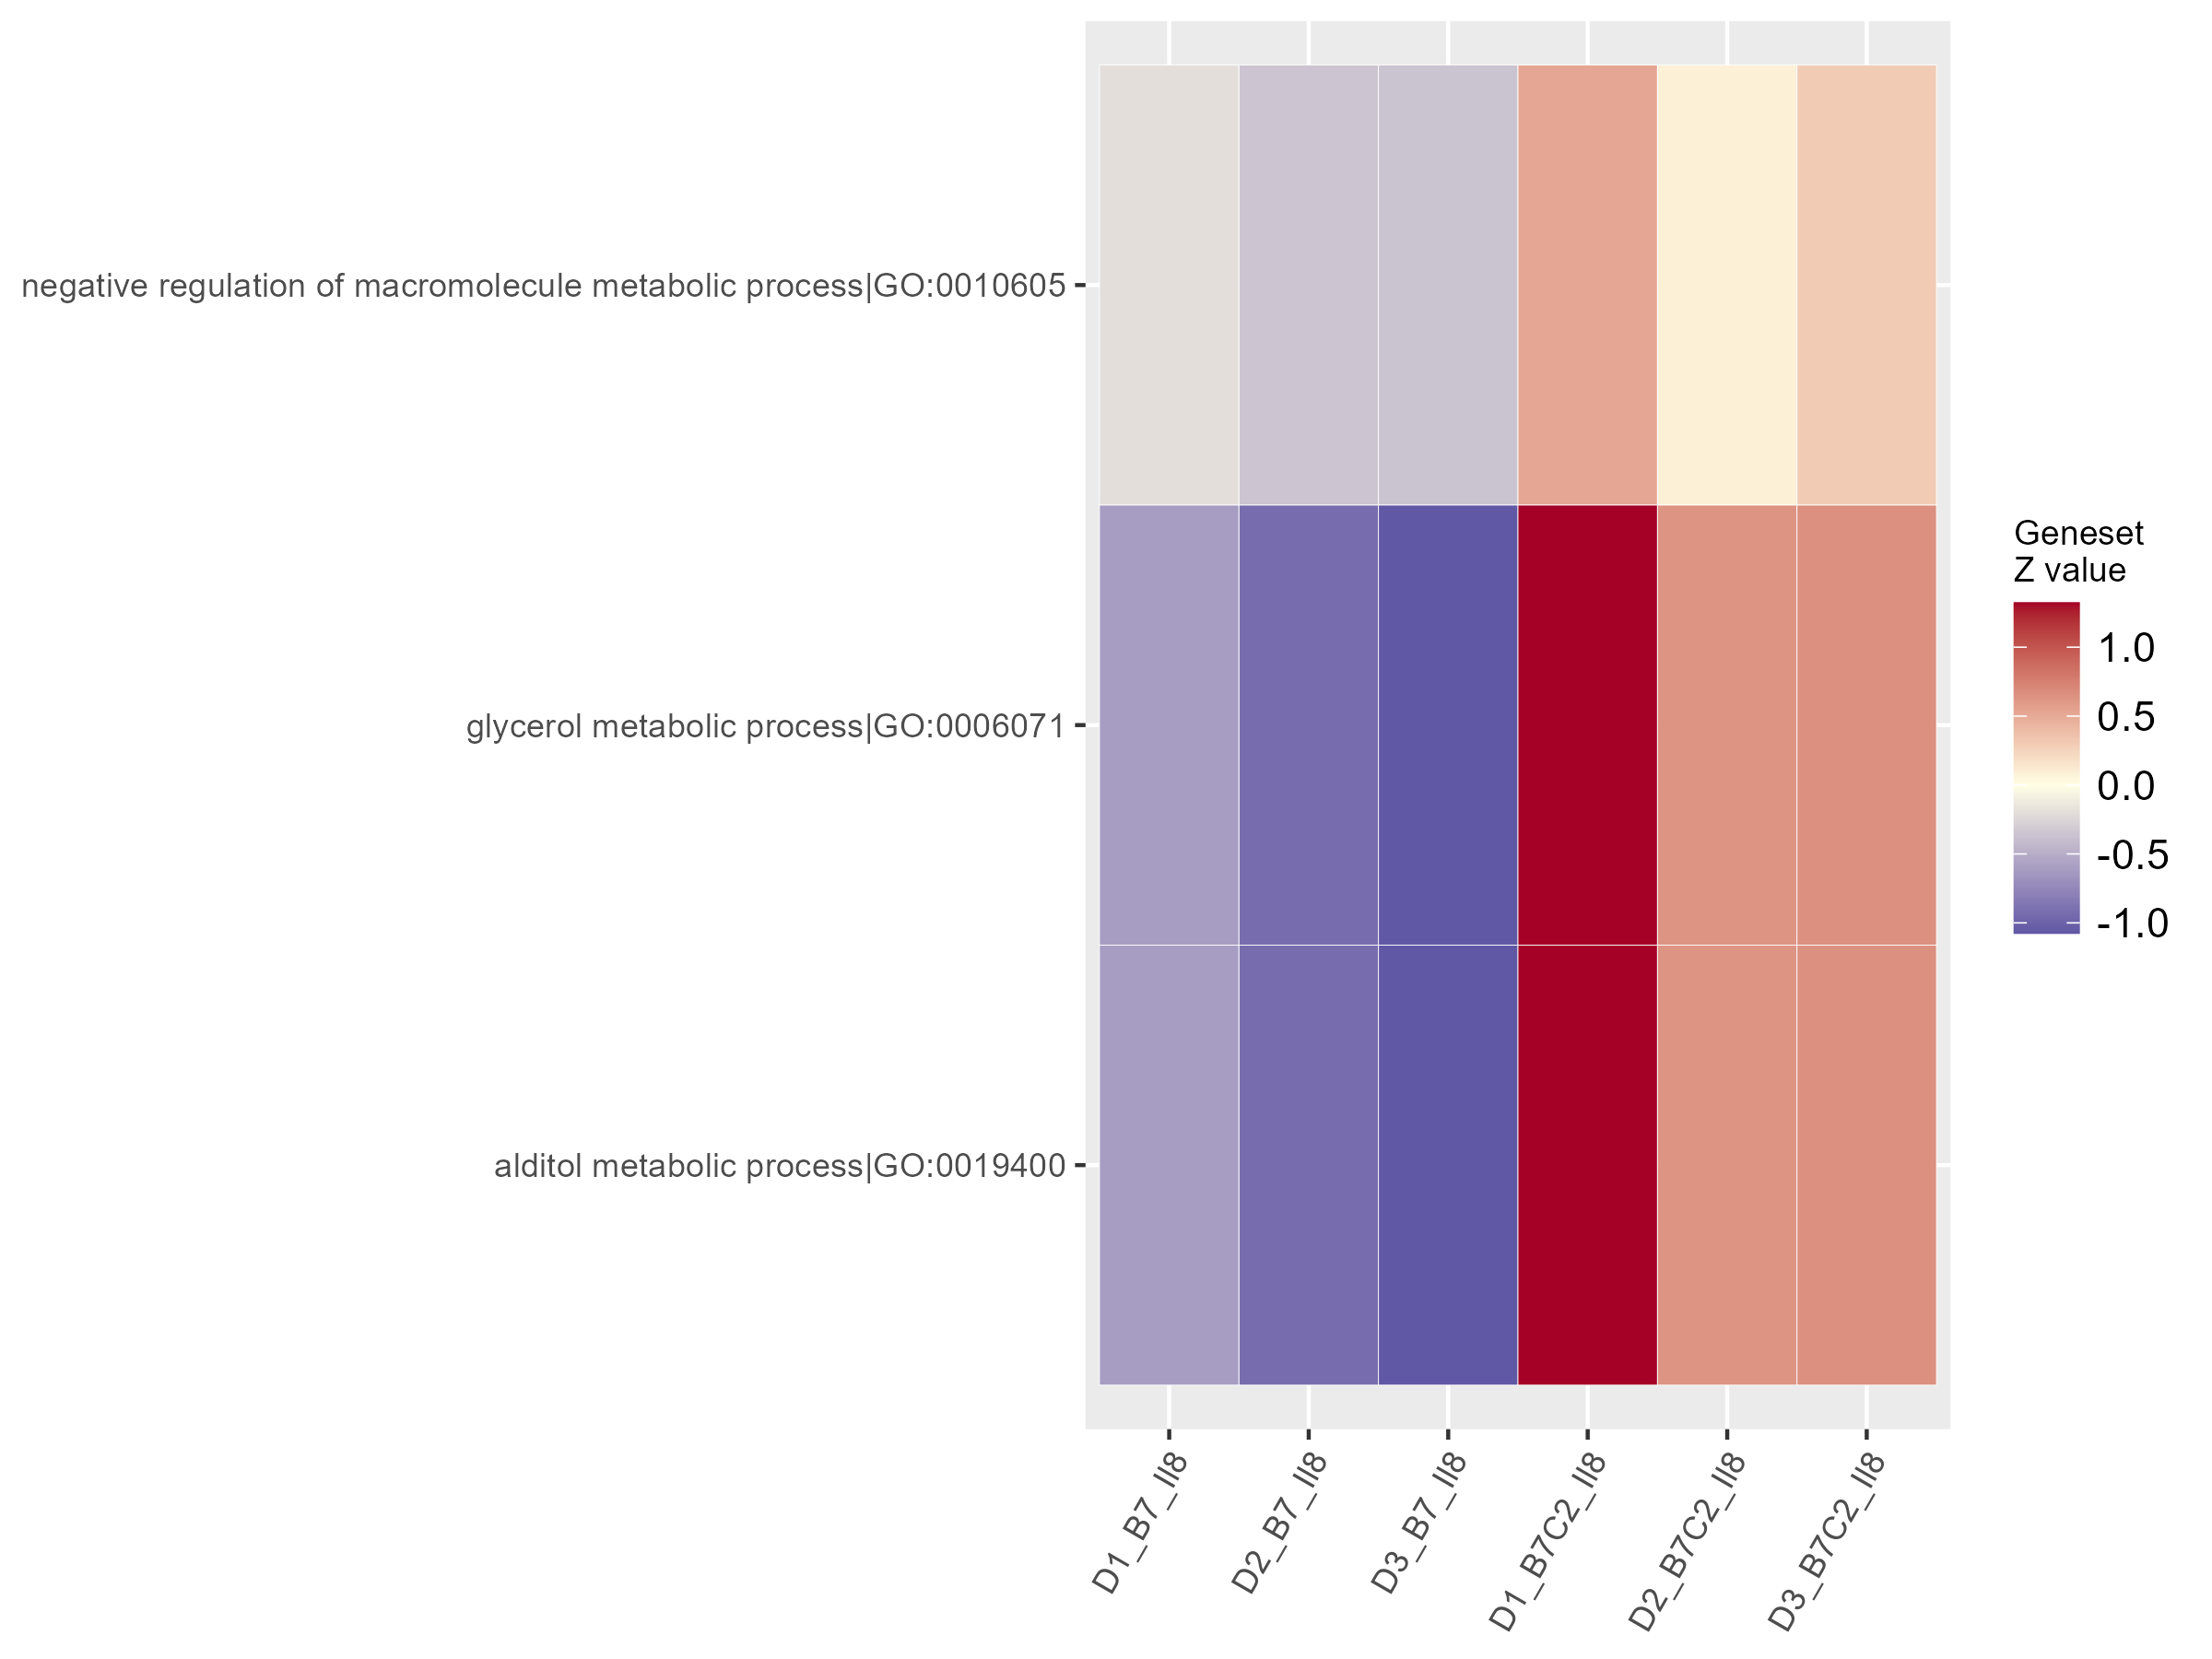 negative regulation of macromolecule metabolic process|GO:0010605
glycerol metabolic process|GO:0006071
alditol metabolic process|GO:0019400
D1_B7_Il8
D2_B7_Il8
D3_B7_Il8
D1_B7C2_Il8
D2_B7C2_Il8
D3_B7C2_Il8
Geneset
Z value
1.0
0.5
0.0
-0.5
-1.0